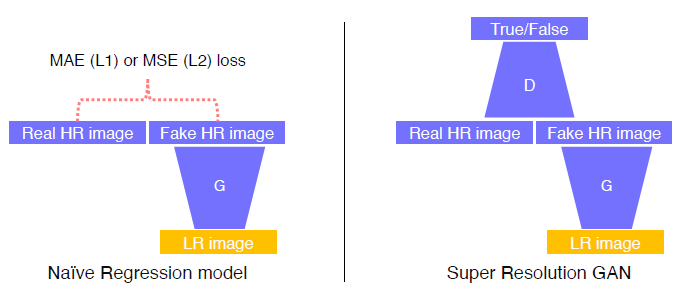 MAE (L1) or MSE (L2) loss
Real HR image
Fake HR image
G
LR image
Naïve Regression model
True/False
D
Real HR image
Fake HR image
G
LR image
Super Resolution GAN